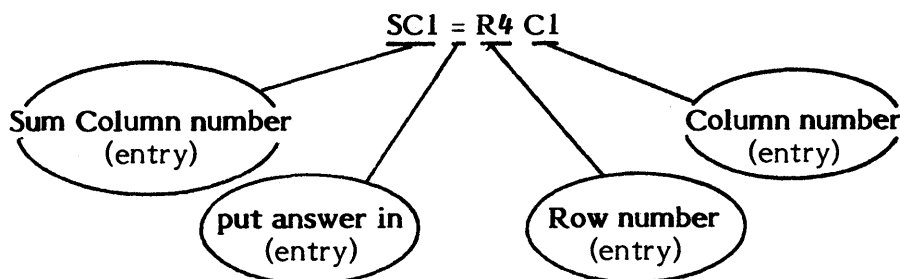 SC1 = R4 C1
Sum Column number
(entry)
Column number
(entry)
put answer in
(entry)
Row number
(entry)